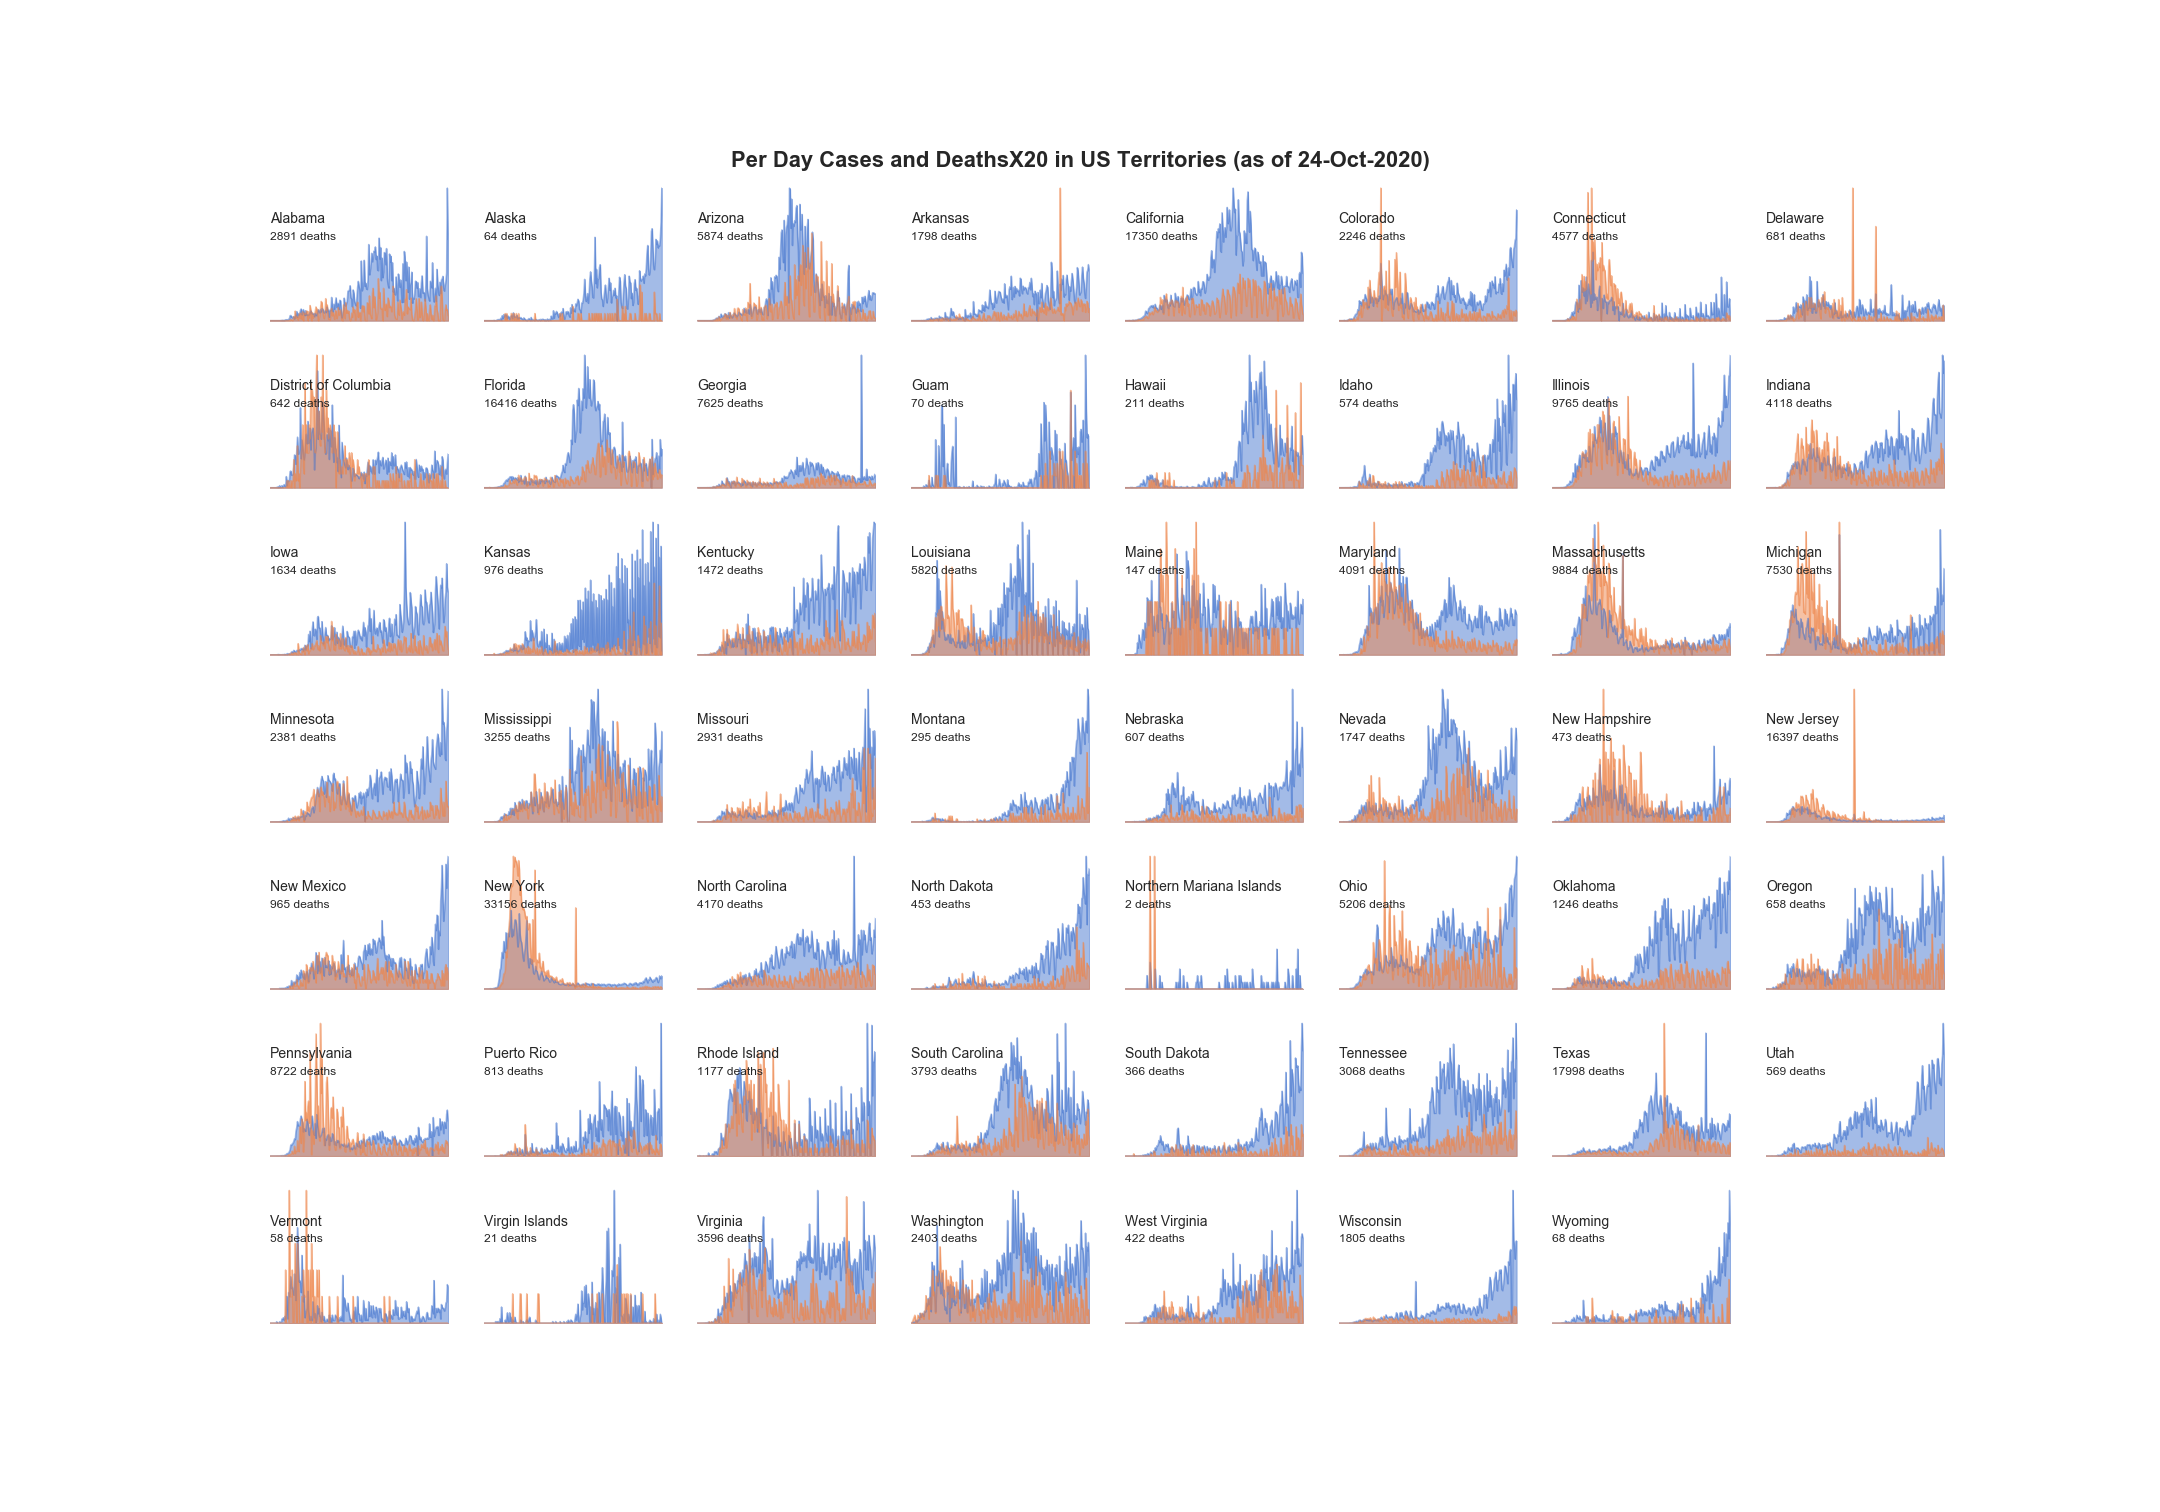 Per Day Cases and DeathsX20 in US Territories (as of 24-Oct-2020)
Alabama
2891 deaths
Alaska
64 deaths
Arizona
5874 deaths
Arkansas
1798 deaths
California
17350 deaths
Colorado
2246 deaths
Connecticut
4577 deaths
Delaware
681 deaths
District of Columbia
642 deaths
Florida
16416 deaths
Georgia
7625 deaths
Guam
70 deaths
Hawaii
211 deaths
Idaho
574 deaths
Illinois
9765 deaths
Indiana
4118 deaths
Iowa
1634 deaths
Kansas
976 deaths
Kentucky
1472 deaths
Louisiana
5820 deaths
Maine
147 deaths
Maryland
4091 deaths
Massachusetts
9884 deaths
Michigan
7530 deaths
Minnesota
2381 deaths
Mississippi
3255 deaths
Missouri
2931 deaths
Montana
295 deaths
Nebraska
607 deaths
Nevada
1747 deaths
New Hampshire
473 deaths
New Jersey
16397 deaths
New Mexico
965 deaths
New York
33156 deaths
North Carolina
4170 deaths
North Dakota
453 deaths
Northern Mariana Islands
2 deaths
Ohio
5206 deaths
Oklahoma
1246 deaths
Oregon
658 deaths
Pennsylvania
8722 deaths
Puerto Rico
813 deaths
Rhode Island
1177 deaths
South Carolina
3793 deaths
South Dakota
366 deaths
Tennessee
3068 deaths
Texas
17998 deaths
Utah
569 deaths
Vermont
58 deaths
Virgin Islands
21 deaths
Virginia
3596 deaths
Washington
2403 deaths
West Virginia
422 deaths
Wisconsin
1805 deaths
Wyoming
68 deaths